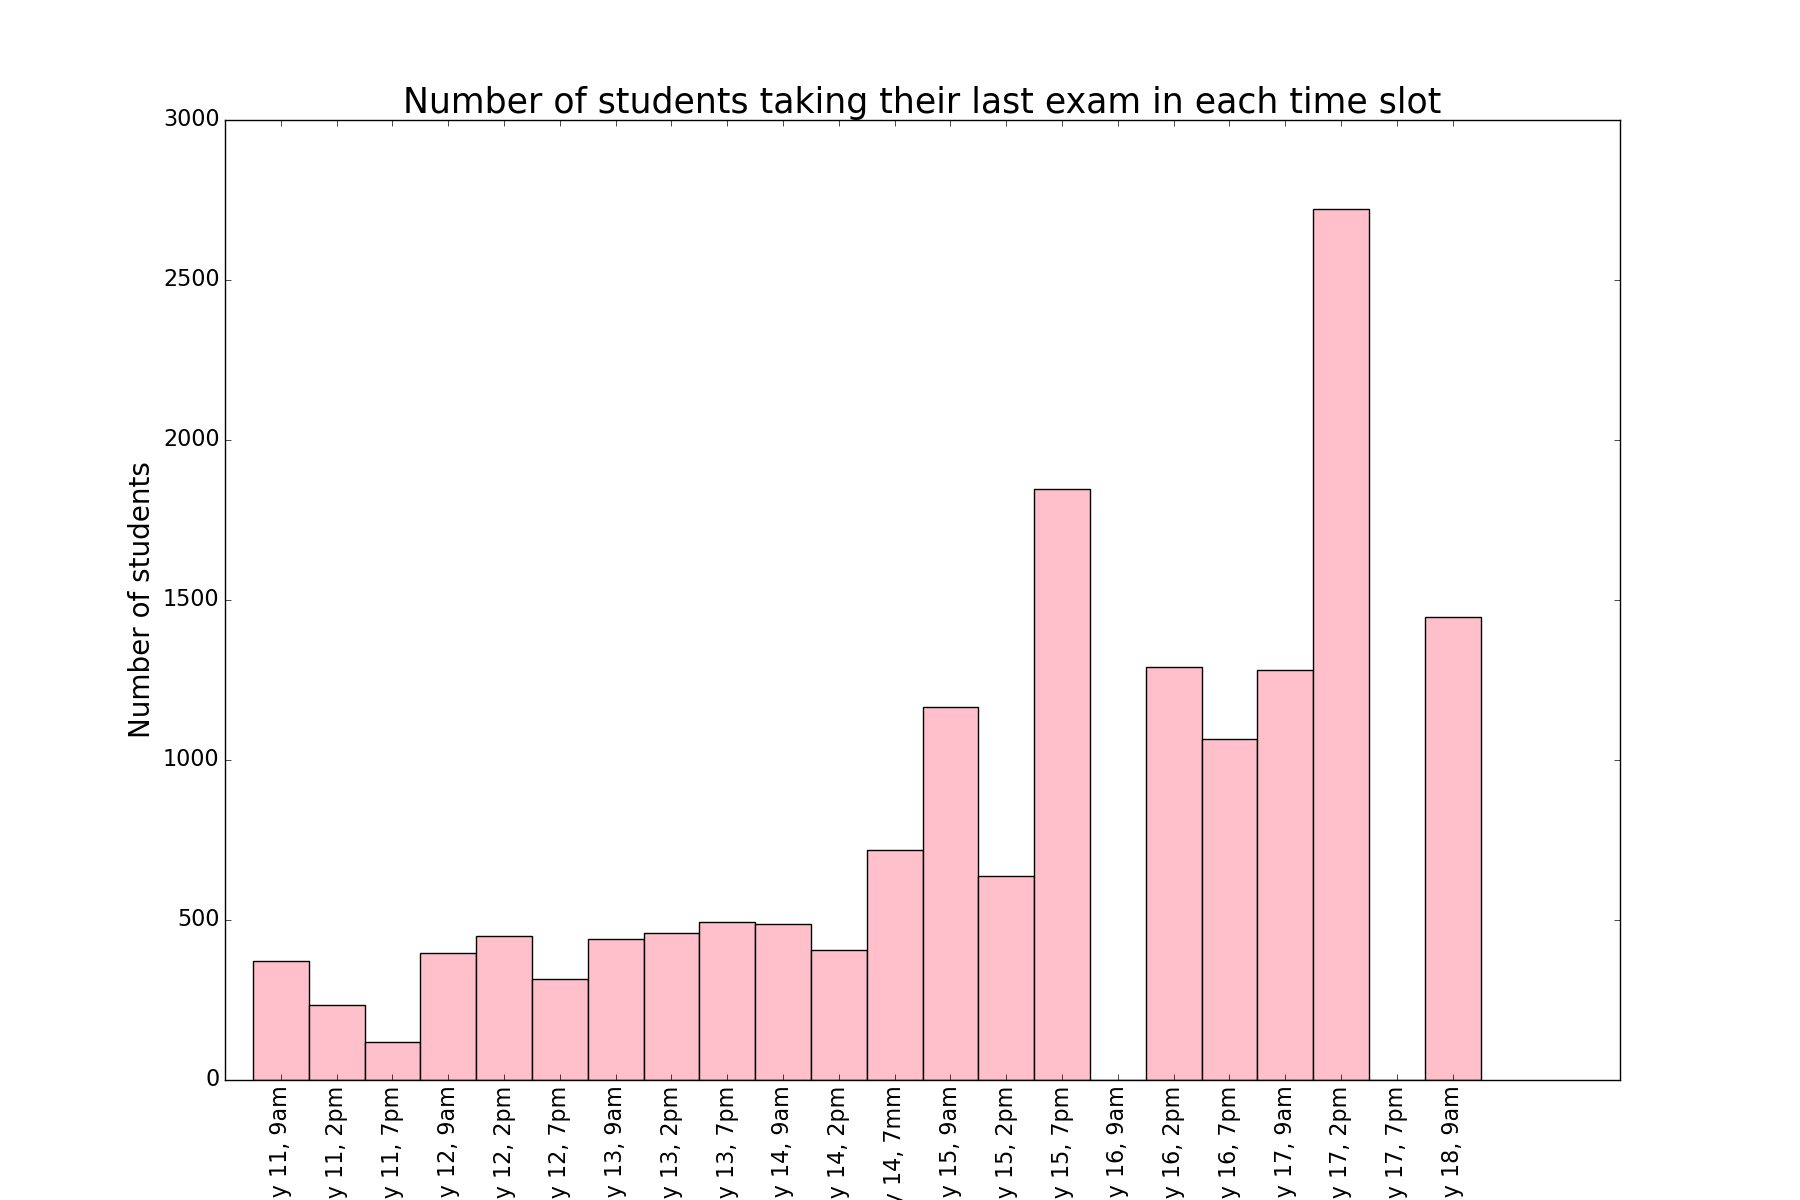 Number of students taking their last exam in each time slot
3000
2500
2000
1500
1000
500
0
Number of students
y 11, 9am
y 11, 2pm
y 11, 7pm
y 12, 9am
y 12, 2pm
y 12, 7pm
y 13, 9am
y 13, 2pm
y 13, 7pm
y 14, 9am
y 14, 2pm
y 14, 7mm
y 15, 9am
y 15, 2pm
y 15, 7pm
y 16, 9am
y 16, 2pm
y 16, 7pm
y 17, 9am
y 17, 2pm
y 17, 7pm
y 18, 9am